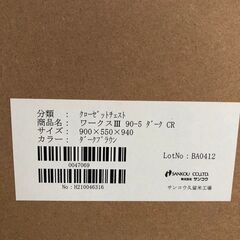 分類 : ｸﾛｰｾﾞｯﾄﾁｪｽﾄ
商品名 : ワークスⅢ 90-5 ﾀﾞｰｸ CR
サイズ : 900×550×940
カラー : ﾀﾞｰｸﾌﾞﾗｳﾝ
LotNo : BA0412
0047069
No : H210046316
SANKOU CO.,LTD.
株式会社 サンコウ
サンコウ久留米工場